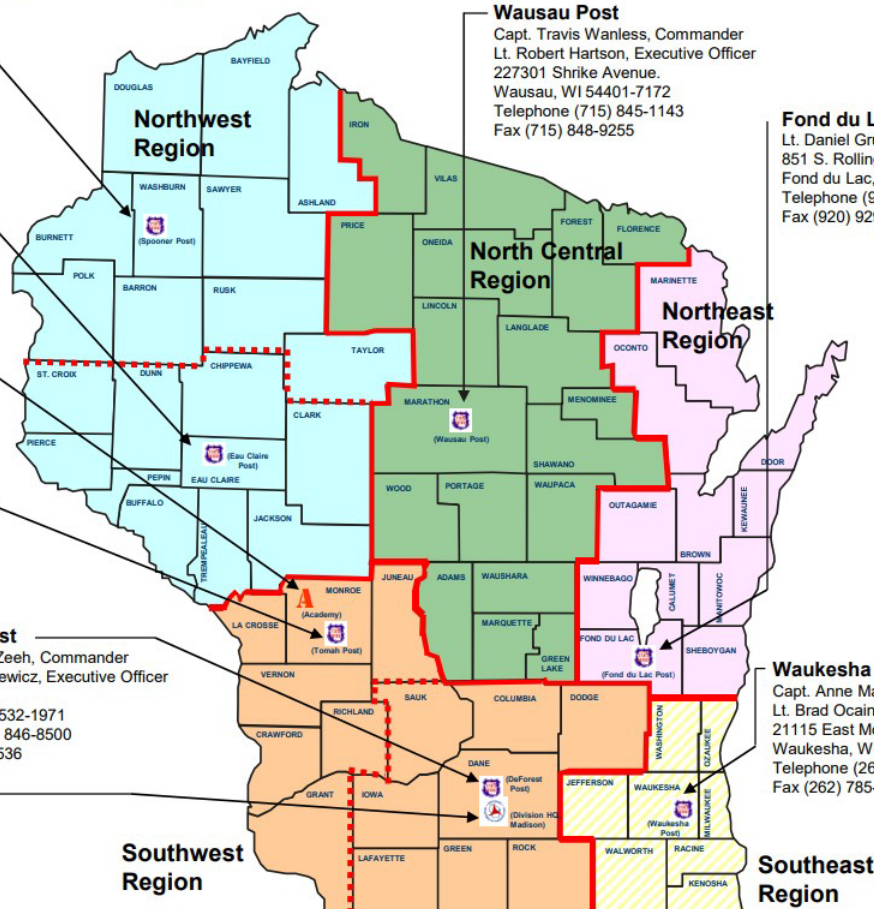 Wausau Post
Capt. Travis Wanless, Commander
Lt. Robert Hartson, Executive Officer
227301 Shrike Avenue.
Wausau, WI 54401-7172
Telephone (715) 845-1143
Fax (715) 848-9255
Fond du L
Lt. Daniel Gru
851 S. Rolling
Fond du Lac,
Telephone (9
Fax (920) 929
Northwest
Region
DOUGLAS
BAYFIELD
IRON
VILAS
WASHBURN
SAWYER
ASHLAND
(Spooner Post)
BURNETT
POLK
BARRON
RUSK
PRICE
ONEIDA
FOREST
FLORENCE
North Central
Region
MARINETTE
Northeast
Region
LINCOLN
LANGLADE
OCONTO
TAYLOR
ST. CROIX
DUNN
CHIPPEWA
CLARK
MARATHON
MENOMINEE
(Wausau Post)
PIERCE
(Eau Claire
Post)
PEPIN
EAU CLAIRE
SHAWANO
DOOR
BUFFALO
TREMPEALEAU
JACKSON
WOOD
PORTAGE
WAUPACA
OUTAGAMIE
KEWAUNEE
BROWN
MONROE
JUNEAU
ADAMS
WAUSHARA
WINNEBAGO
CALUMET
MANITOWOC
A
(Academy)
LA CROSSE
(Tomah Post)
MARQUETTE
GREEN
LAKE
FOND DU LAC
(Fond du Lac Post)
SHEBOYGAN
st
Zeeh, Commander
ewicz, Executive Officer
532-1971
846-8500
536
VERNON
SAUK
COLUMBIA
DODGE
WASHINGTON
OZAUKEE
RICHLAND
CRAWFORD
Waukesha
Capt. Anne Ma
Lt. Brad Ocain
21115 East Mo
Waukesha, W
Telephone (26
Fax (262) 785-
DANE
(DeForest
Post)
(Division HQ
Madison)
GRANT
IOWA
JEFFERSON
WAUKESHA
(Waukesha
Post)
MILWAUKEE
Southwest
Region
LAFAYETTE
GREEN
ROCK
WALWORTH
RACINE
KENOSHA
Southeast
Region